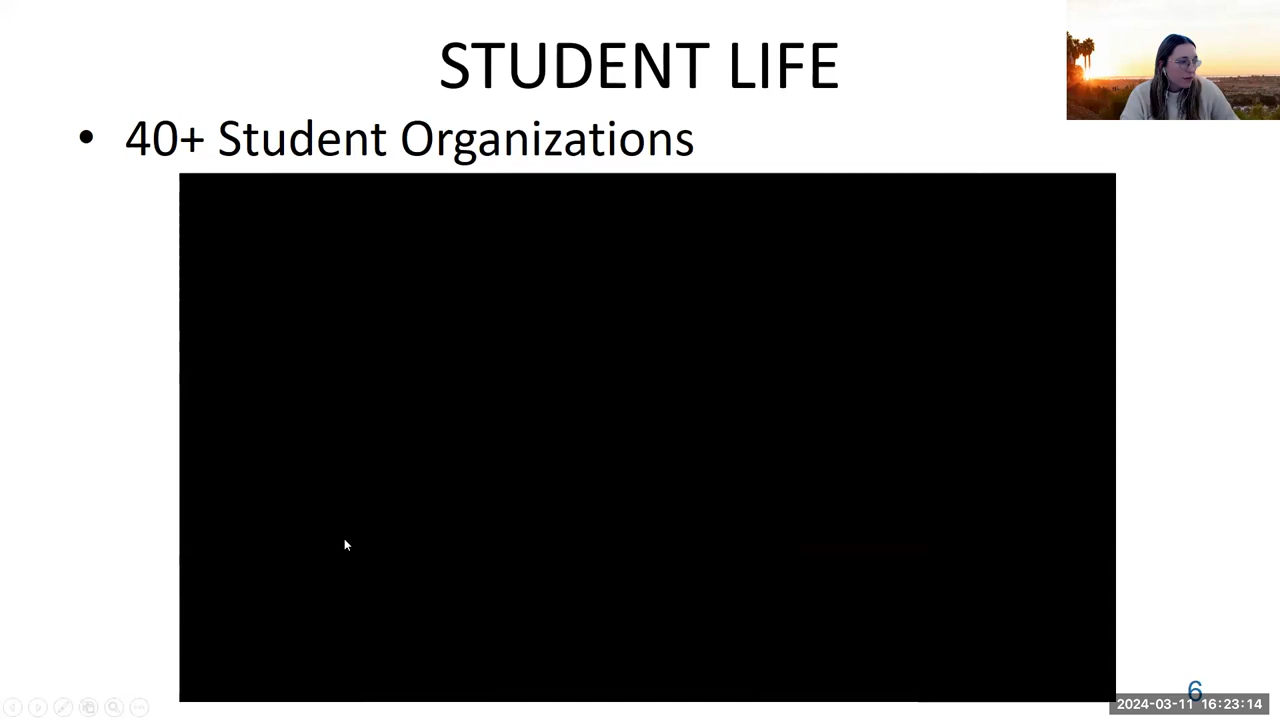 STUDENT LIFE
• 40+ Student Organizations
6
2024-03-11 16:23:14